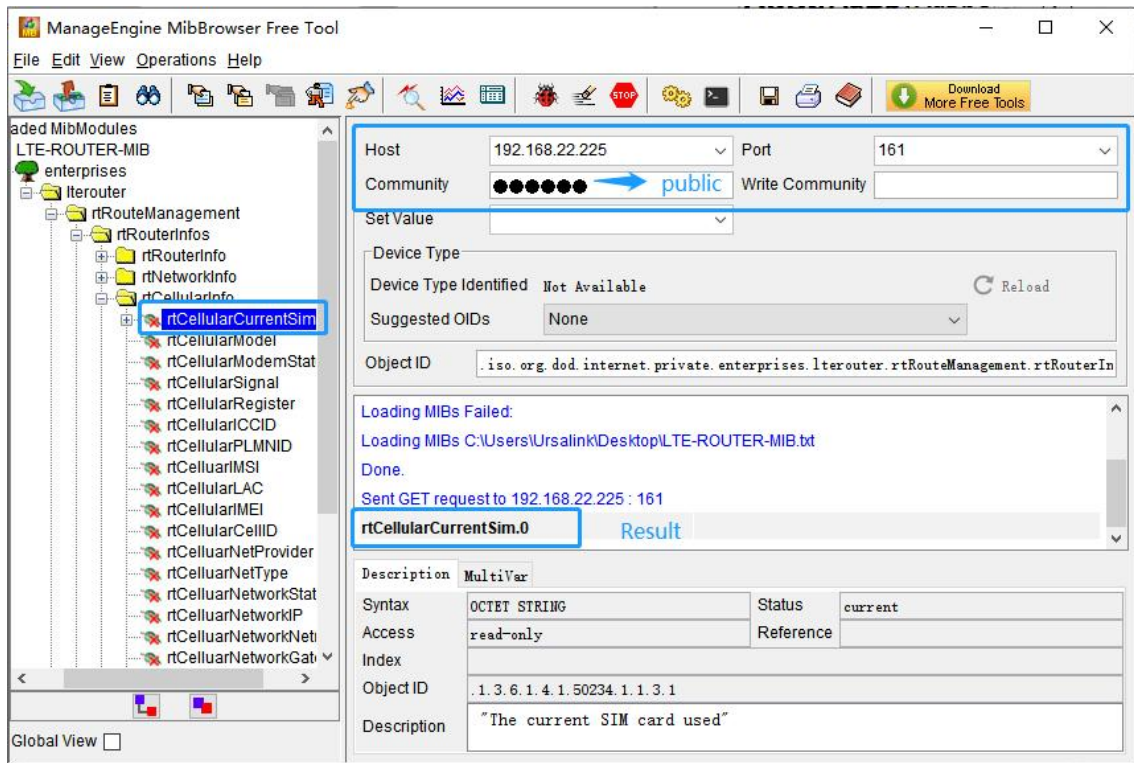 ManageEngine MibBrowser Free Tool
File Edit View Operations Help
STOP
Download
More Free Tools
aded MibModules
LTE-ROUTER-MIB
enterprises
lterouter
rtRouteManagement
rtRouterInfos
rtRouterInfo
rtNetworkInfo
rtCellularInfo
rtCellularCurrentSim
rtCellularModel
rtCellularModemStat
rtCellularSignal
rtCellularRegister
rtCellularICCID
rtCellularPLMNID
rtCelluarIMSI
rtCellularLAC
rtCellularIMEI
rtCellularCellID
rtCelluarNetProvider
rtCelluarNetType
rtCelluarNetworkStat
rtCelluarNetworkIP
rtCelluarNetworkNet
rtCelluarNetworkGat
Global View
Host 192.168.22.225 Port 161
Community ●●●●●● public Write Community
Set Value
Device Type
Device Type Identified Not Available Reload
Suggested OIDs None
Object ID .iso.org.dod.internet.private.enterprises.lterouter.rtRouteManagement.rtRouterIn
Loading MIBs Failed:
Loading MIBs C:\Users\Ursalink\Desktop\LTE-ROUTER-MIB.txt
Done.
Sent GET request to 192.168.22.225 : 161
rtCellularCurrentSim.0 Result
Description MultiVar
Syntax OCTET STRING Status current
Access read-only Reference
Index
Object ID .1.3.6.1.4.1.50234.1.1.3.1
Description "The current SIM card used"